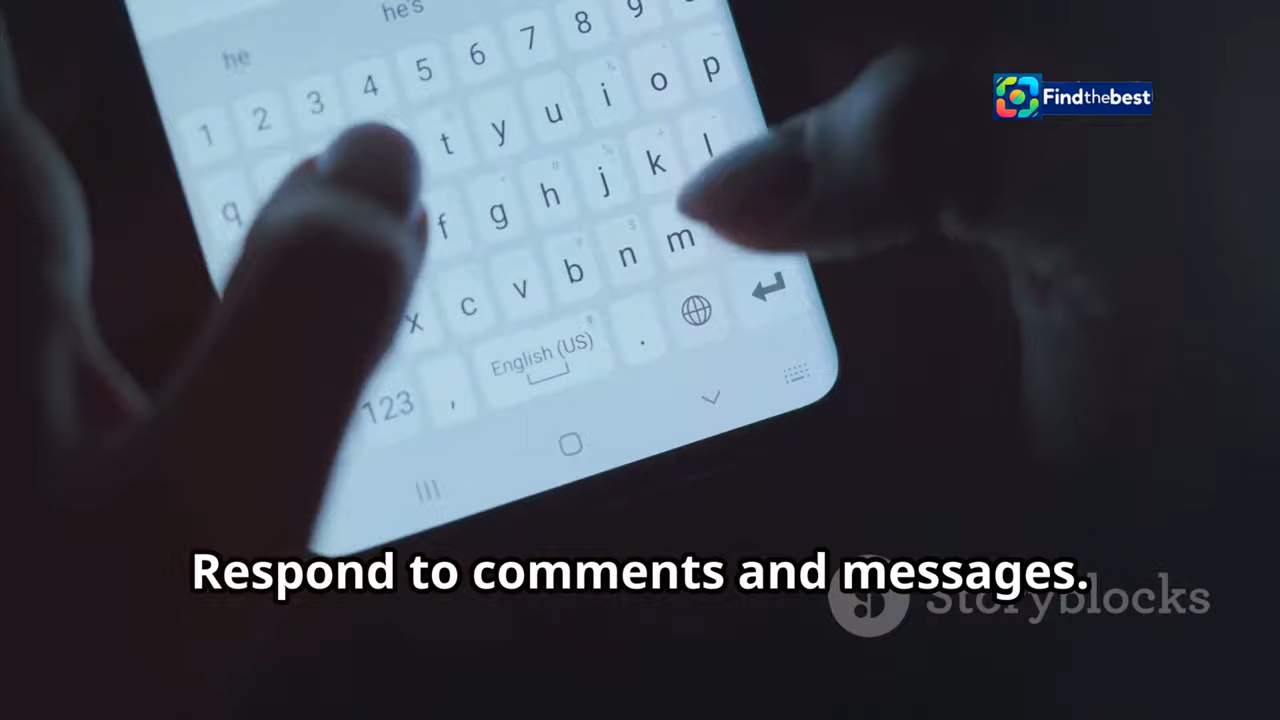 he
he's
1 2 3 4 5 6 7 8 9
q t y u i o p
f g h j k l
x c v b n m
123 , English (US) .
Findthebest
Respond to comments and messages.
Storyblocks